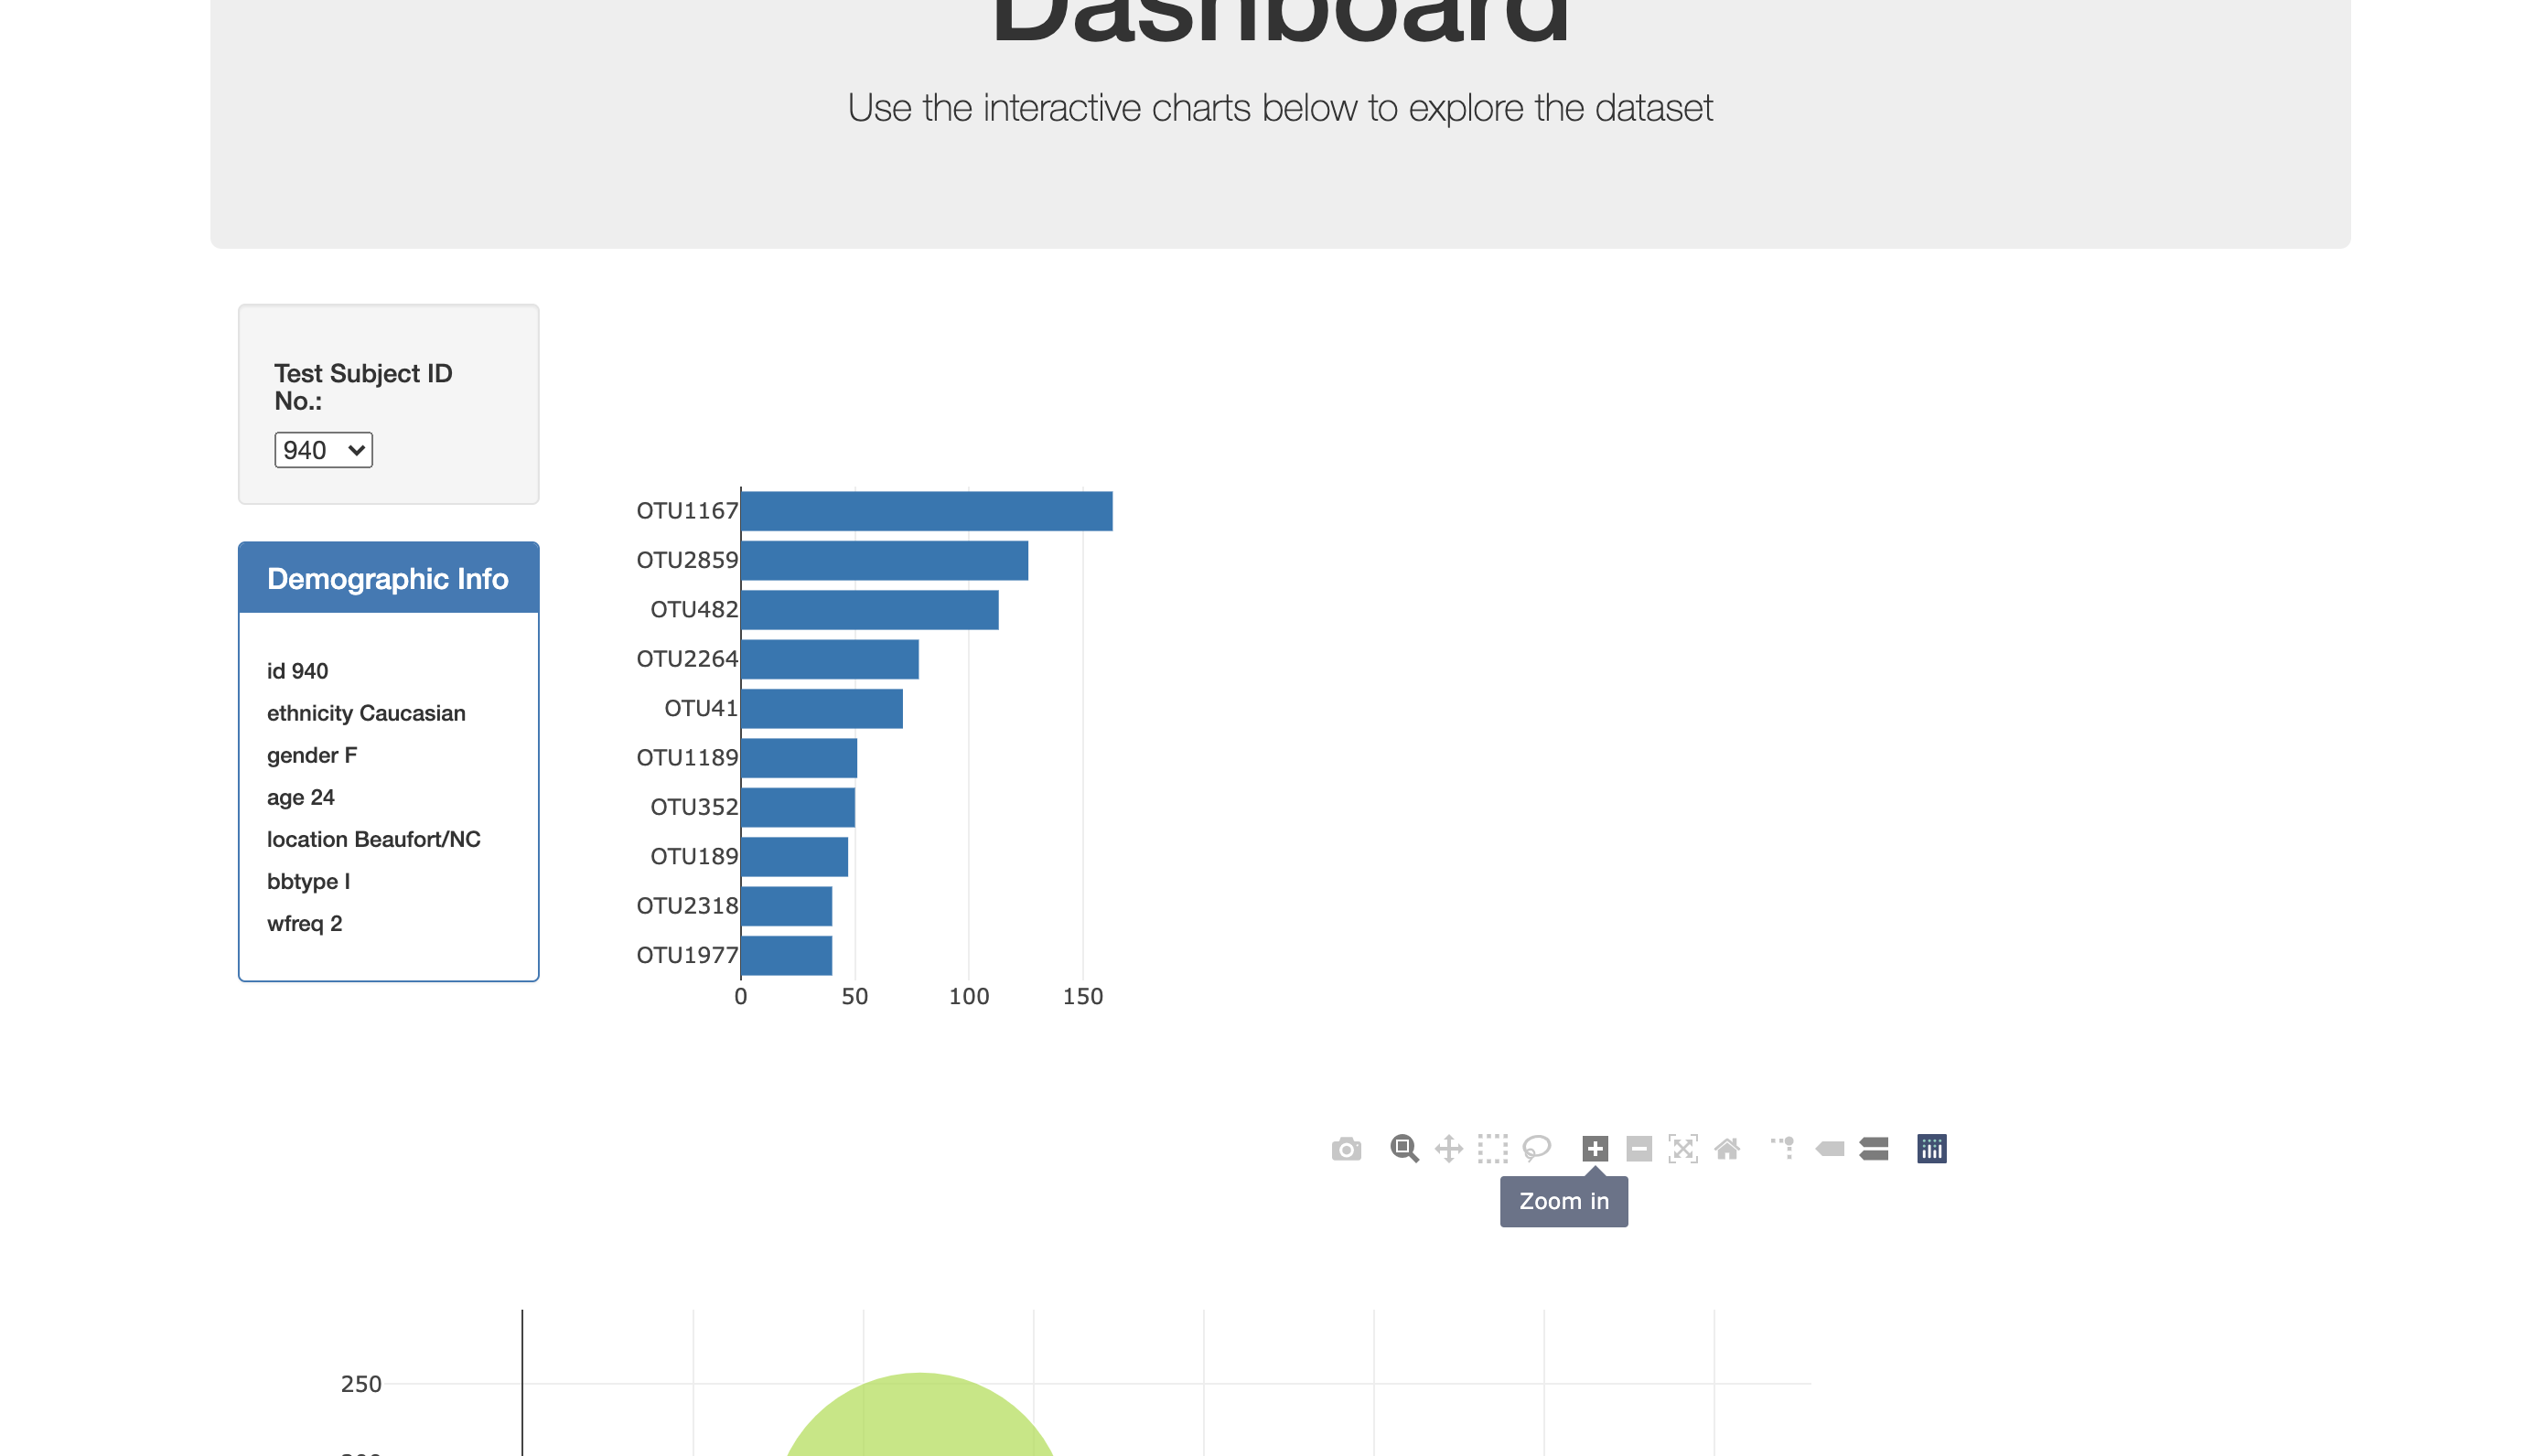 Dashboard
Use the interactive charts below to explore the dataset
Test Subject ID
No.:
940
Demographic Info
id 940
ethnicity Caucasian
gender F
age 24
location Beaufort/NC
bbtype I
wfreq 2
OTU1167
OTU2859
OTU482
OTU2264
OTU41
OTU1189
OTU352
OTU189
OTU2318
OTU1977
0 50 100 150
Zoom in
250